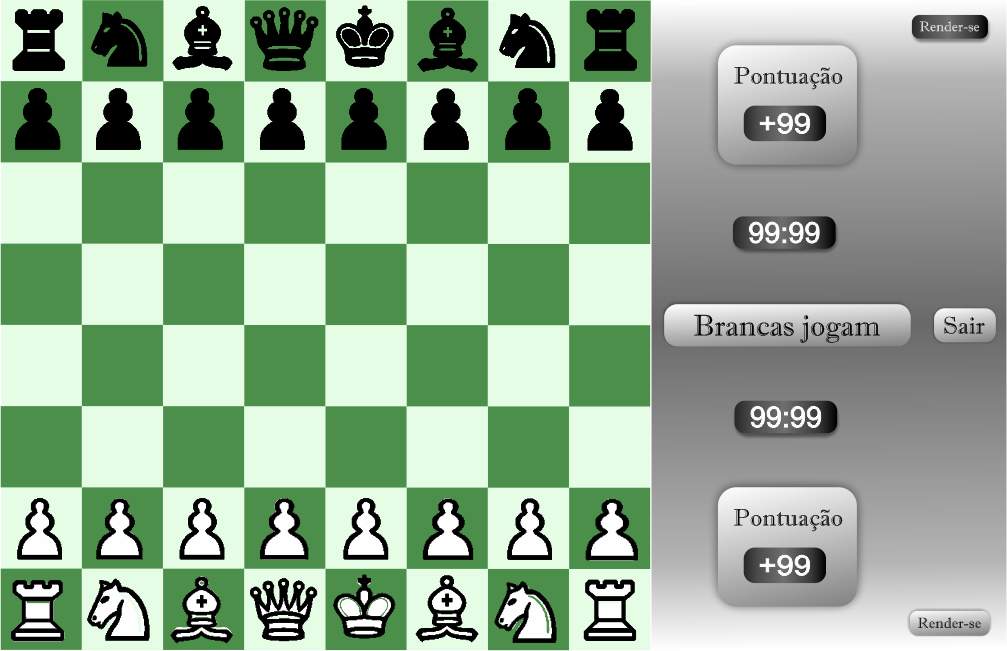 Render-se
Pontuação
+99
99:99
Brancas jogam
Sair
99:99
Pontuação
+99
Render-se